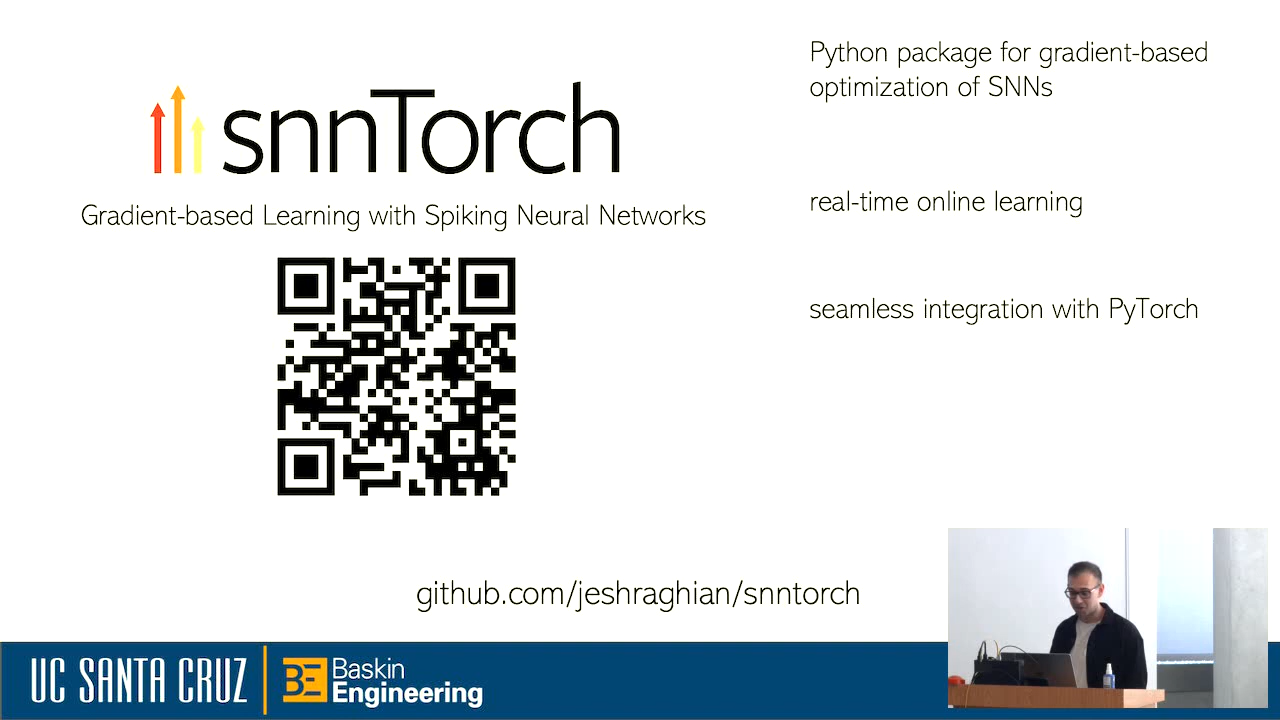 snnTorch
Gradient-based Learning with Spiking Neural Networks
Python package for gradient-based
optimization of SNNs
real-time online learning
seamless integration with PyTorch
github.com/jeshraghian/snntorch
UC SANTA CRUZ
BE Baskin
Engineering